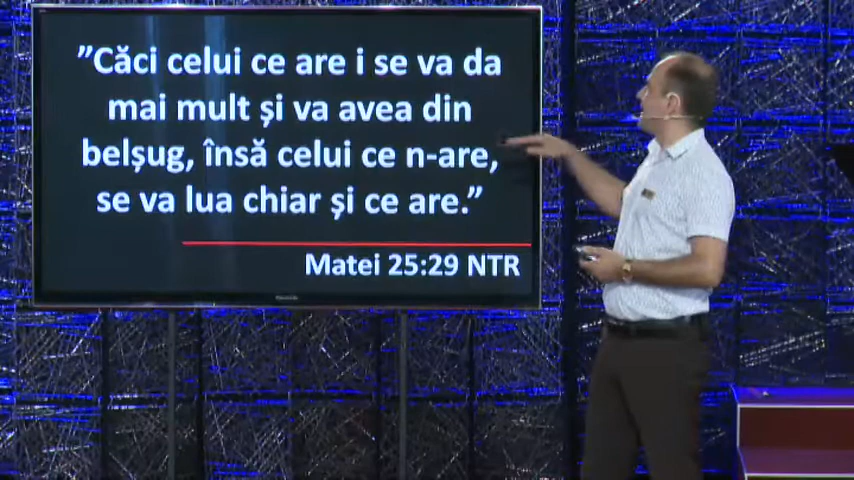 ”Căci celui ce are i se va da
mai mult și va avea din
belșug, însă celui ce n-are,
se va lua chiar și ce are.”
Matei 25:29 NTR